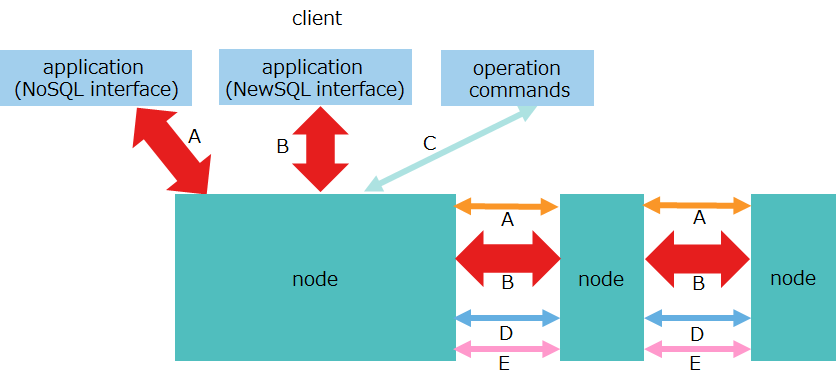 client
application
(NoSQL interface)
application
(NewSQL interface)
operation
commands
A
B
C
A
A
node
B
node
B
node
D
D
E
E